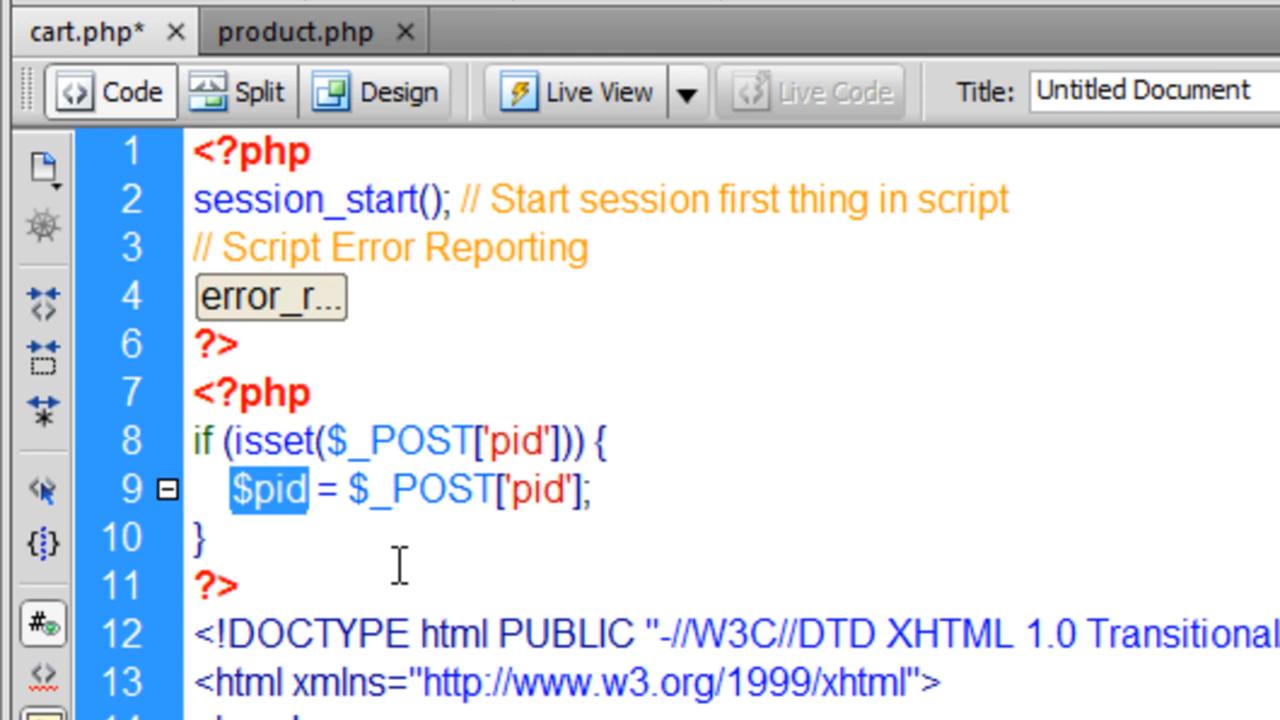 cart.php* × product.php ×
Code Split Design Live View Live Code Title: Untitled Document
1 <?php
2 session_start(); // Start session first thing in script
3 // Script Error Reporting
4 error_r...
6 ?>
7 <?php
8 if (isset($_POST['pid'])) {
9 $pid = $_POST['pid'];
10 }
11 ?>
12 <!DOCTYPE html PUBLIC "-//W3C//DTD XHTML 1.0 Transitional
13 <html xmlns="http://www.w3.org/1999/xhtml">